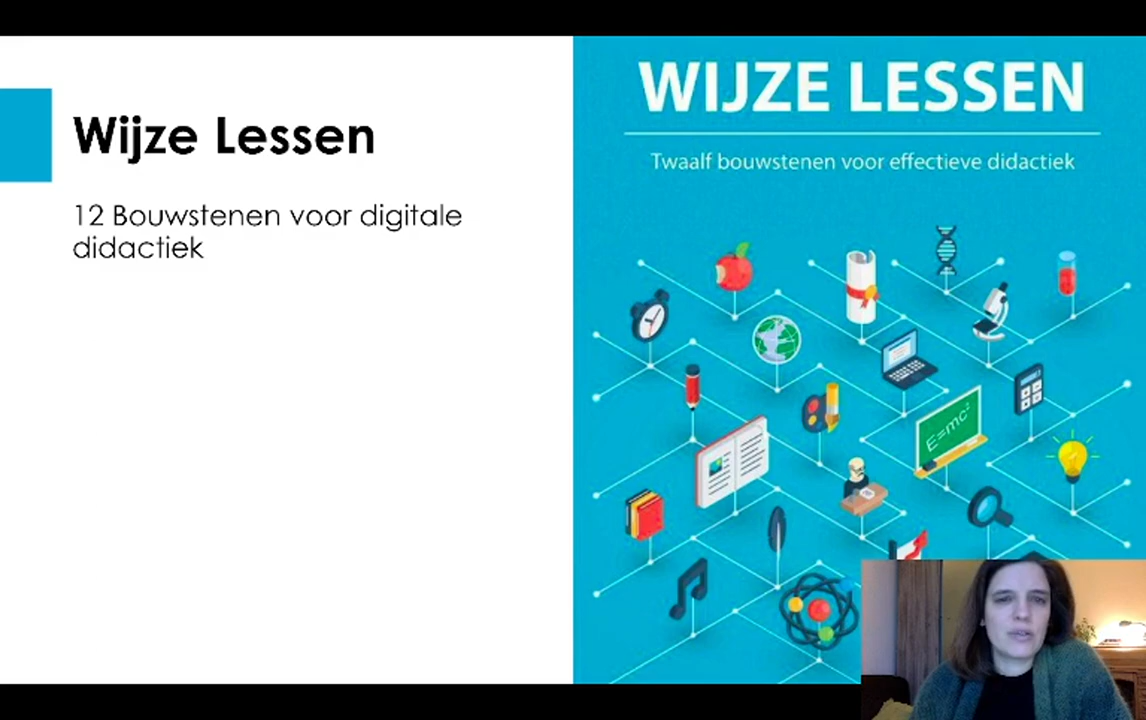 Wijze Lessen
12 Bouwstenen voor digitale
didactiek
WIJZE LESSEN
Twaalf bouwstenen voor effectieve didactiek
E=mc²